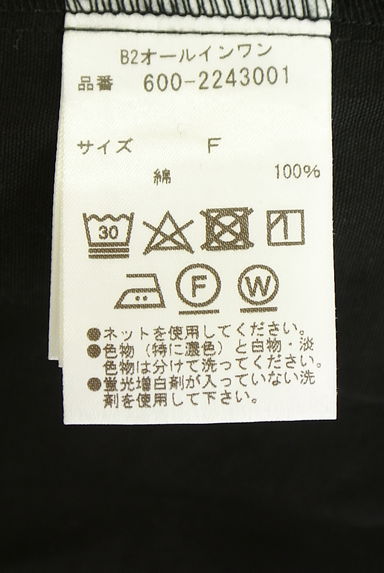 B2オールインワン
品番 600-2243001
サイズ F
綿 100%
30
F W
●ネットを使用してください。
●色物（特に濃色）と白物・淡
色物は分けて洗ってください。
●蛍光増白剤が入っていない洗
剤を使用して下さい。